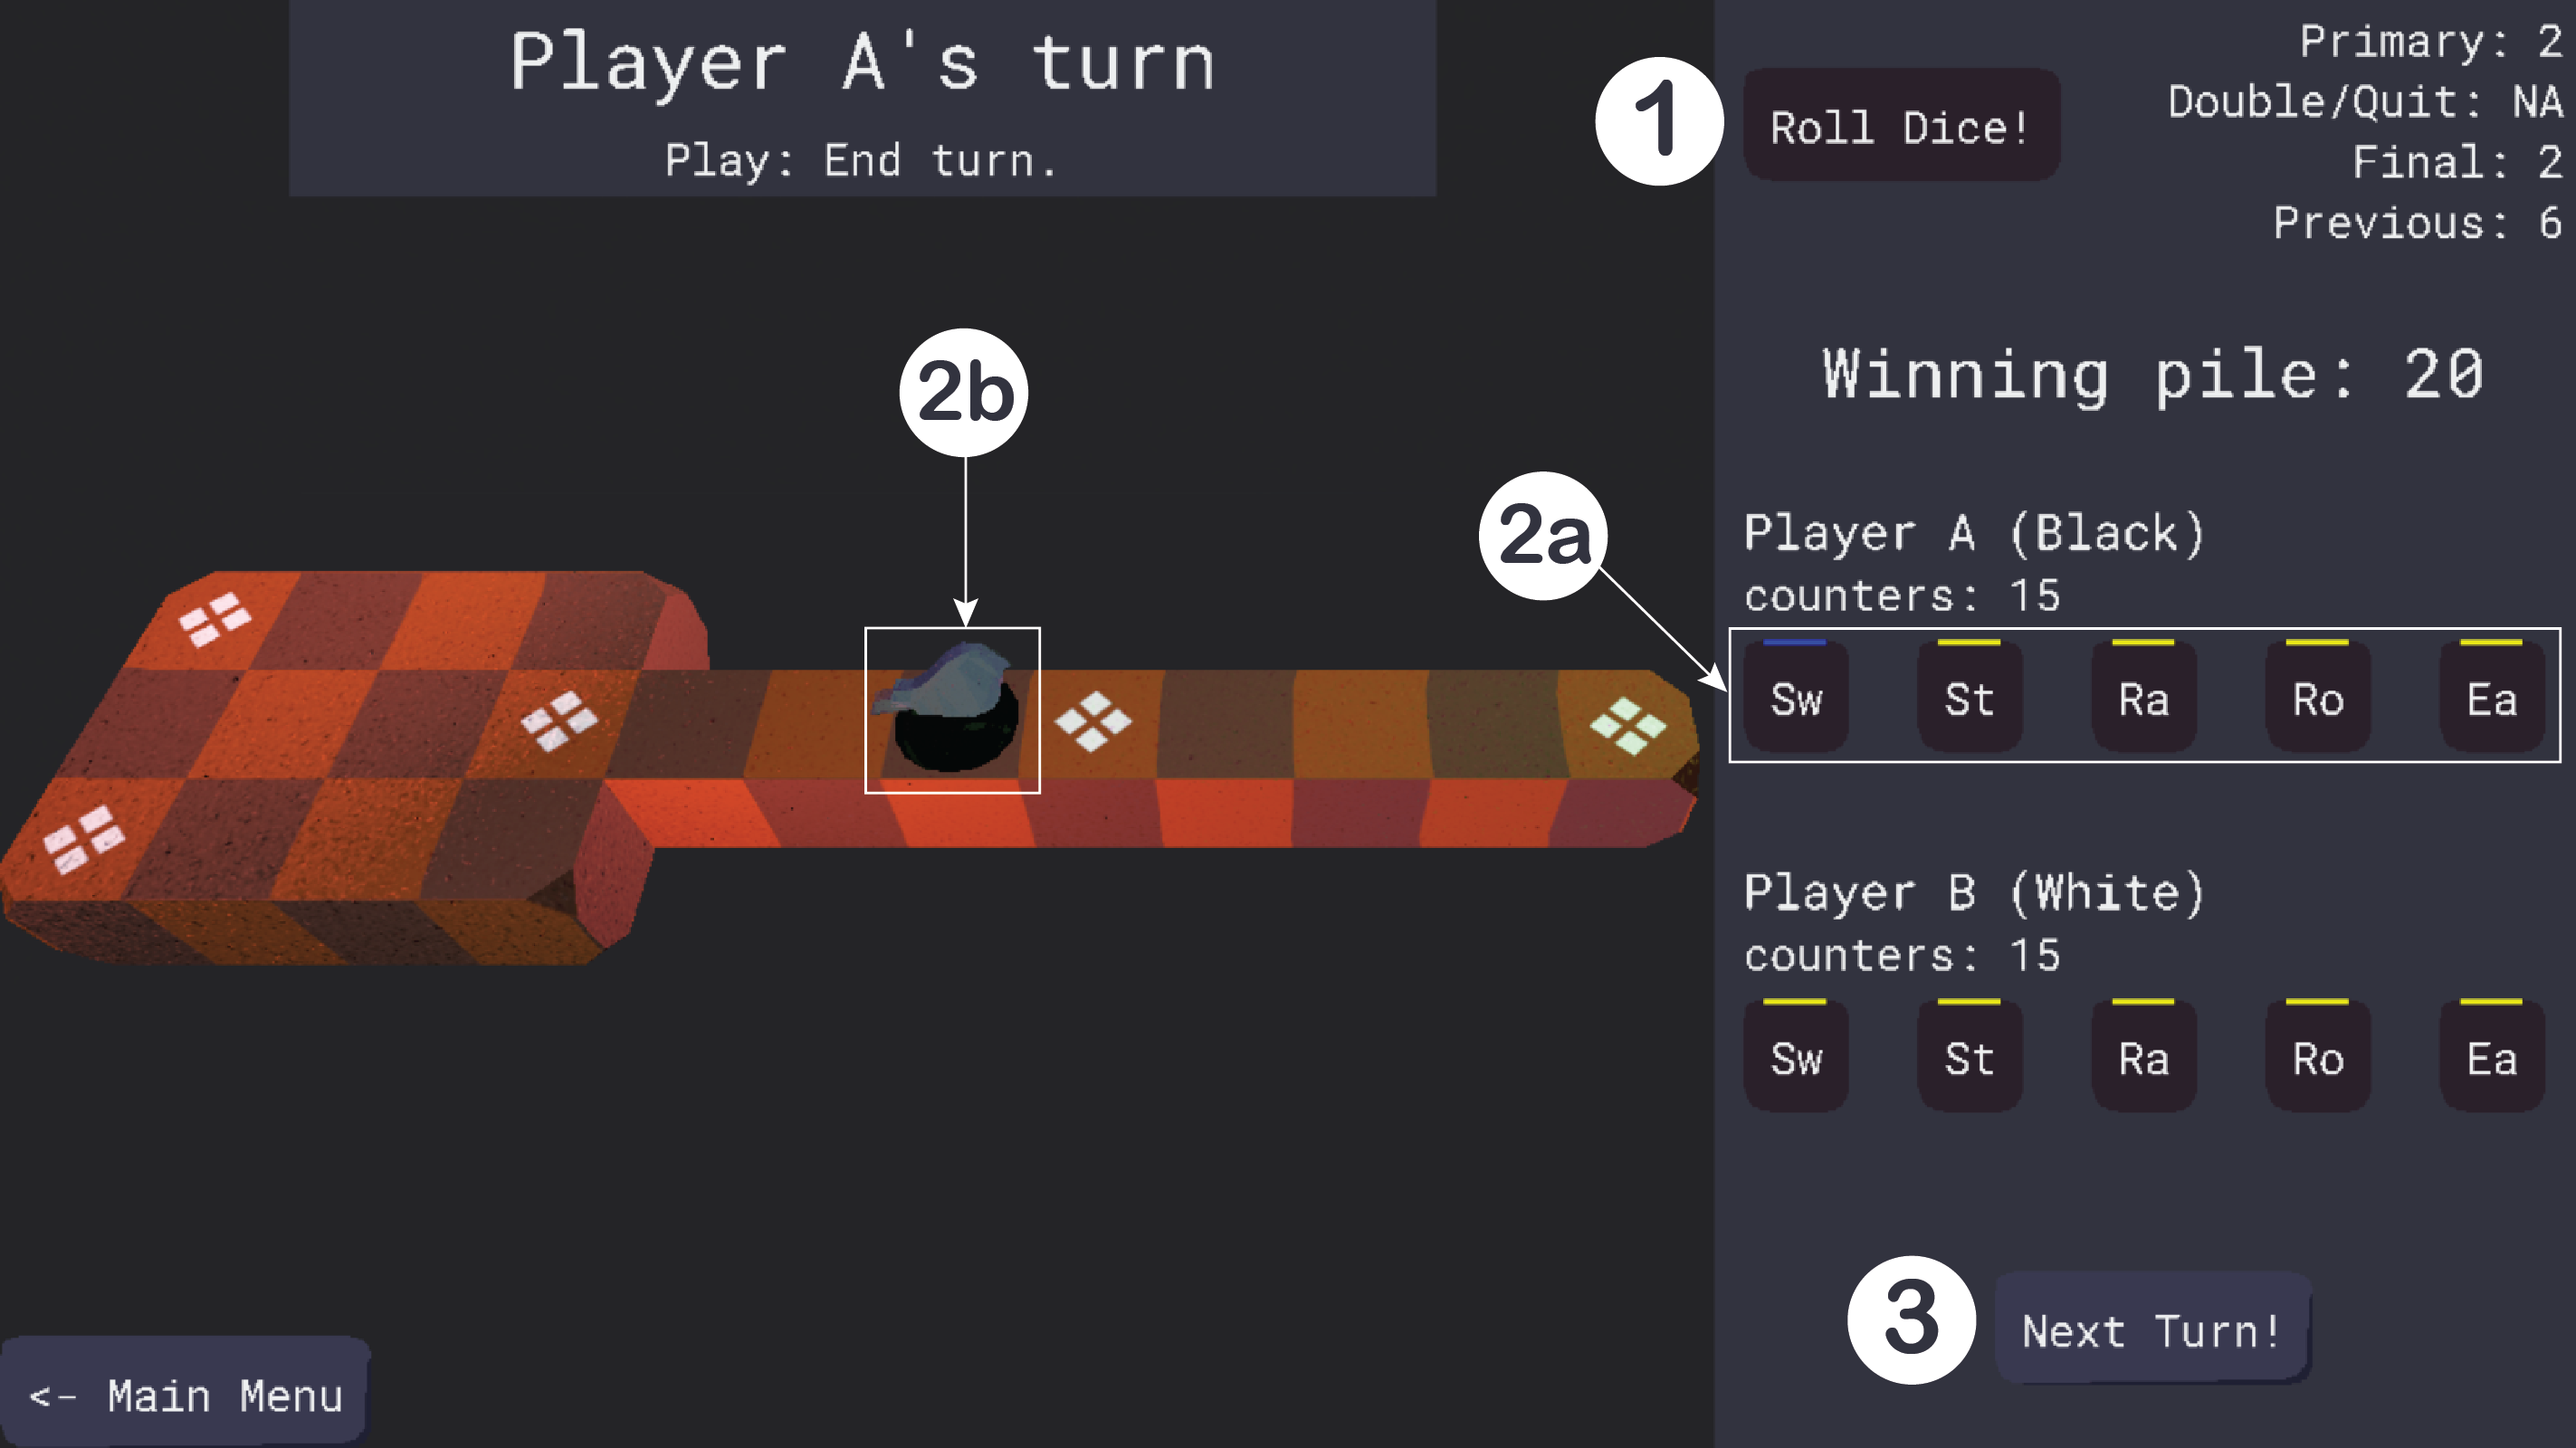 Player A's turn
Play: End turn.
1
Roll Dice!
Primary: 2
Double/Quit: NA
Final: 2
Previous: 6
Winning pile: 20
2b
2a
Player A (Black)
counters: 15
Sw St Ra Ro Ea
Player B (White)
counters: 15
Sw St Ra Ro Ea
3
Next Turn!
<- Main Menu